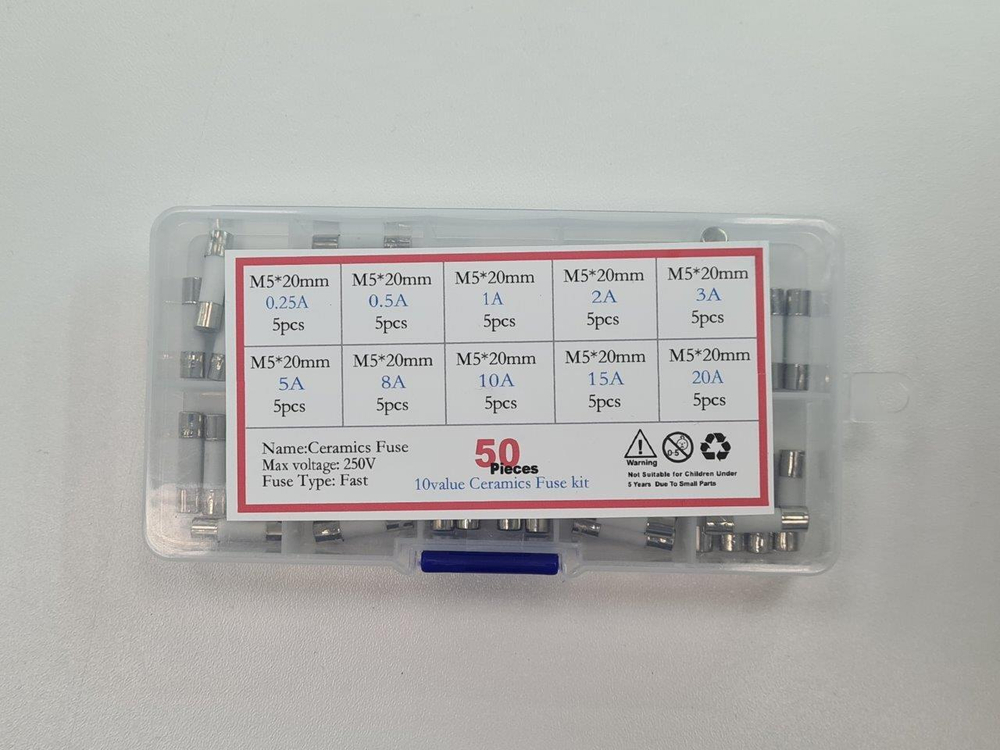 M5*20mm M5*20mm M5*20mm M5*20mm M5*20mm
0.25A 0.5A 1A 2A 3A
5pcs 5pcs 5pcs 5pcs 5pcs
M5*20mm M5*20mm M5*20mm M5*20mm M5*20mm
5A 8A 10A 15A 20A
5pcs 5pcs 5pcs 5pcs 5pcs
Name:Ceramics Fuse
Max voltage: 250V
Fuse Type: Fast
50
Pieces
10value Ceramics Fuse kit
0-5
Warning
Not Suitable for Children Under
5 Years Due To Small Parts